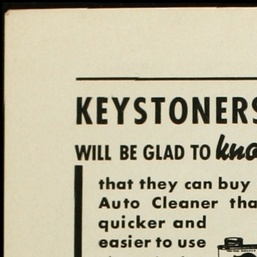 KEYSTONERS
WILL BE GLAD TO
that they can buy
Auto Cleaner
quicker and
easier to use